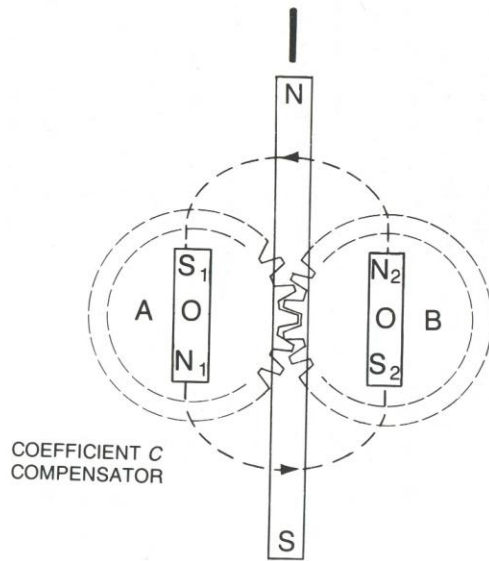 N
S₁ N₂
A O O B
N₁ S₂
COEFFICIENT C
COMPENSATOR
S